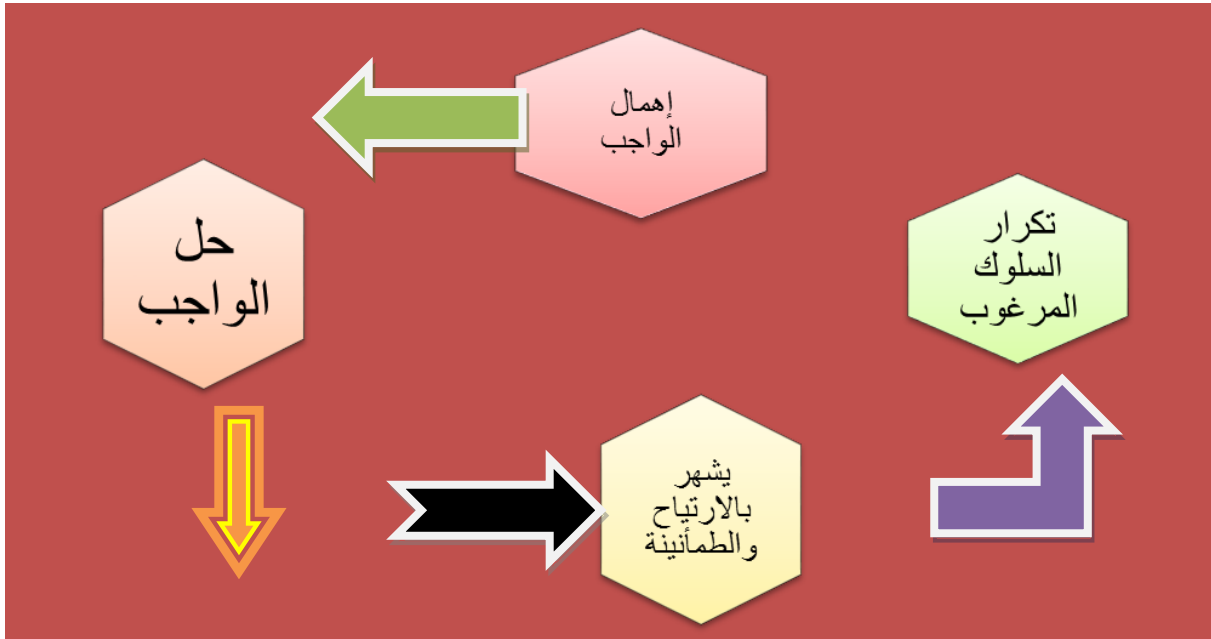 إهمال
الواجب
حل
الواجب
يشهر
بالارتياح
والطمأنينة
تكرار
السلوك
المرغوب